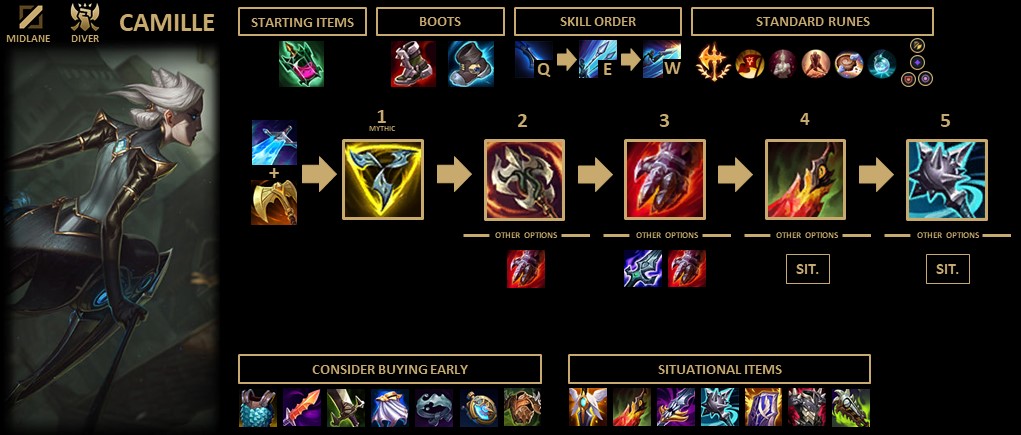 MIDLANE
DIVER
CAMILLE
STARTING ITEMS
BOOTS
SKILL ORDER
STANDARD RUNES
Q
E
W
+
1
MYTHIC
2
3
4
5
OTHER OPTIONS
OTHER OPTIONS
OTHER OPTIONS
OTHER OPTIONS
SIT.
SIT.
CONSIDER BUYING EARLY
SITUATIONAL ITEMS